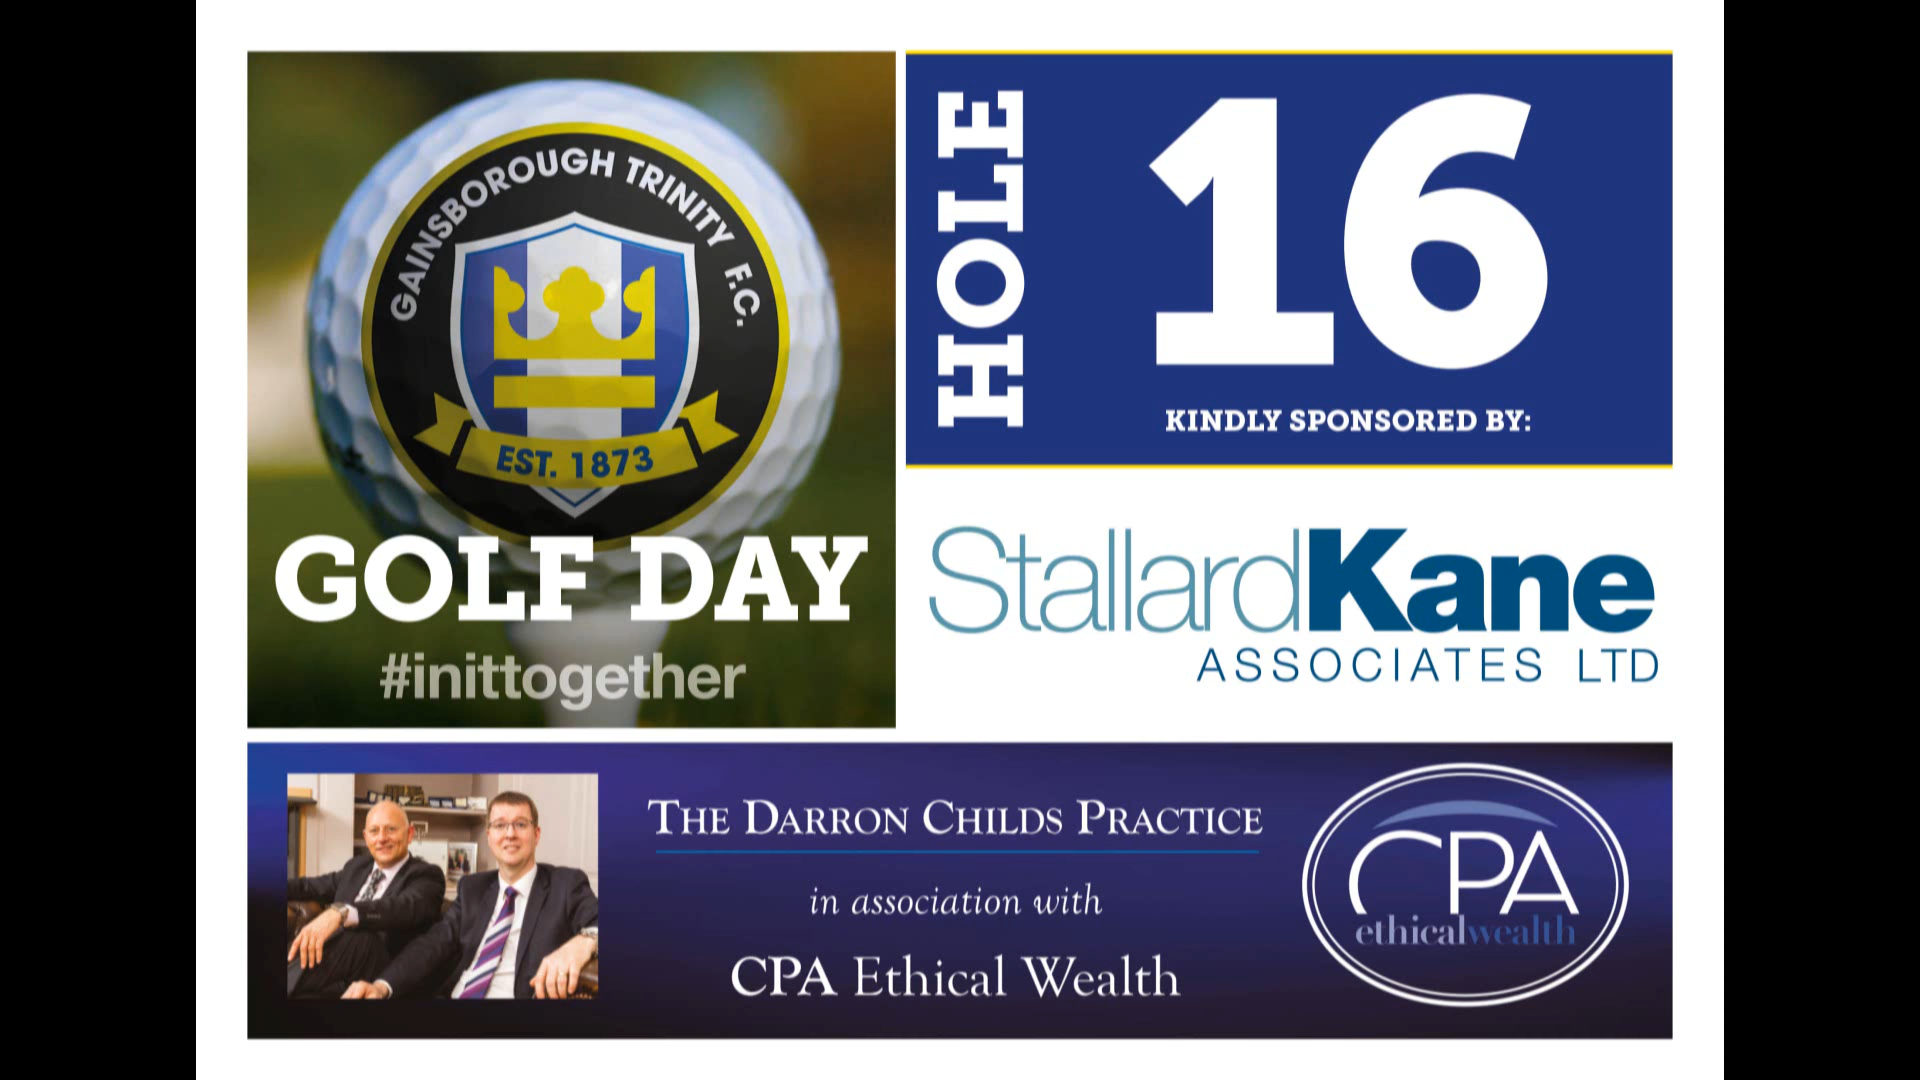 GAINSBOROUGH TRINITY F.C.
EST. 1873
GOLF DAY
#inittogether
HOLE
16
KINDLY SPONSORED BY:
StallardKane
ASSOCIATES LTD
THE DARRON CHILDS PRACTICE
in association with
CPA Ethical Wealth
CPA
ethicalwealth